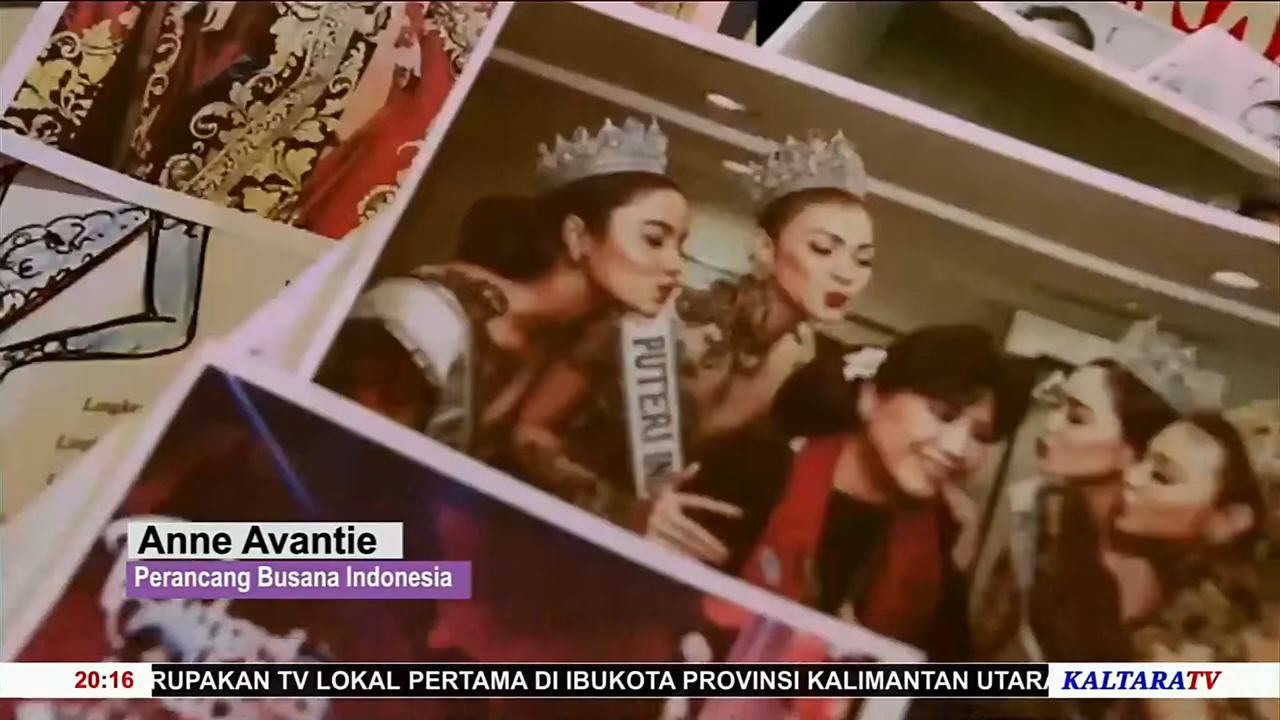 PUTERI IN
Anne Avantie
Perancang Busana Indonesia
20:16
RUPAKAN TV LOKAL PERTAMA DI IBUKOTA PROVINSI KALIMANTAN UTARA
KALTARATV